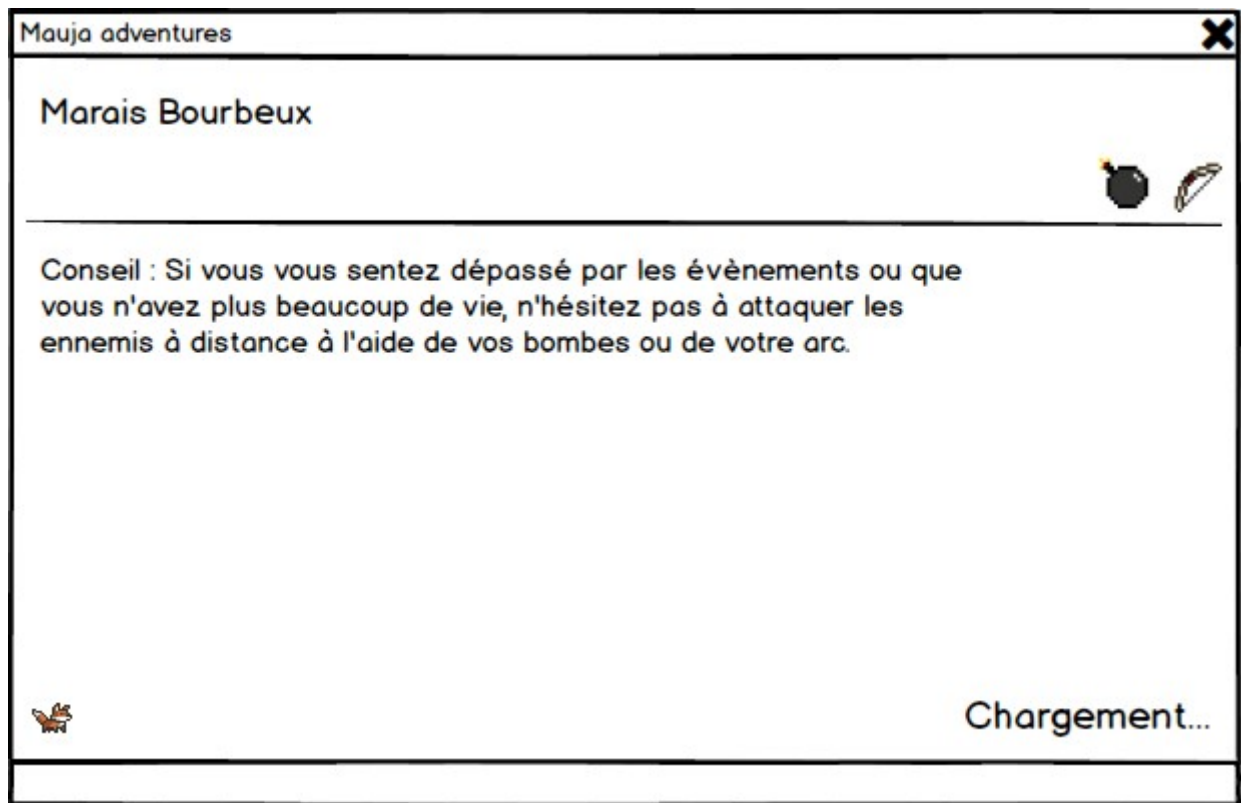 Mauja adventures
Marais Bourbeux
Conseil : Si vous vous sentez dépassé par les évènements ou que
vous n'avez plus beaucoup de vie, n'hésitez pas à attaquer les
ennemis à distance à l'aide de vos bombes ou de votre arc.
Chargement...